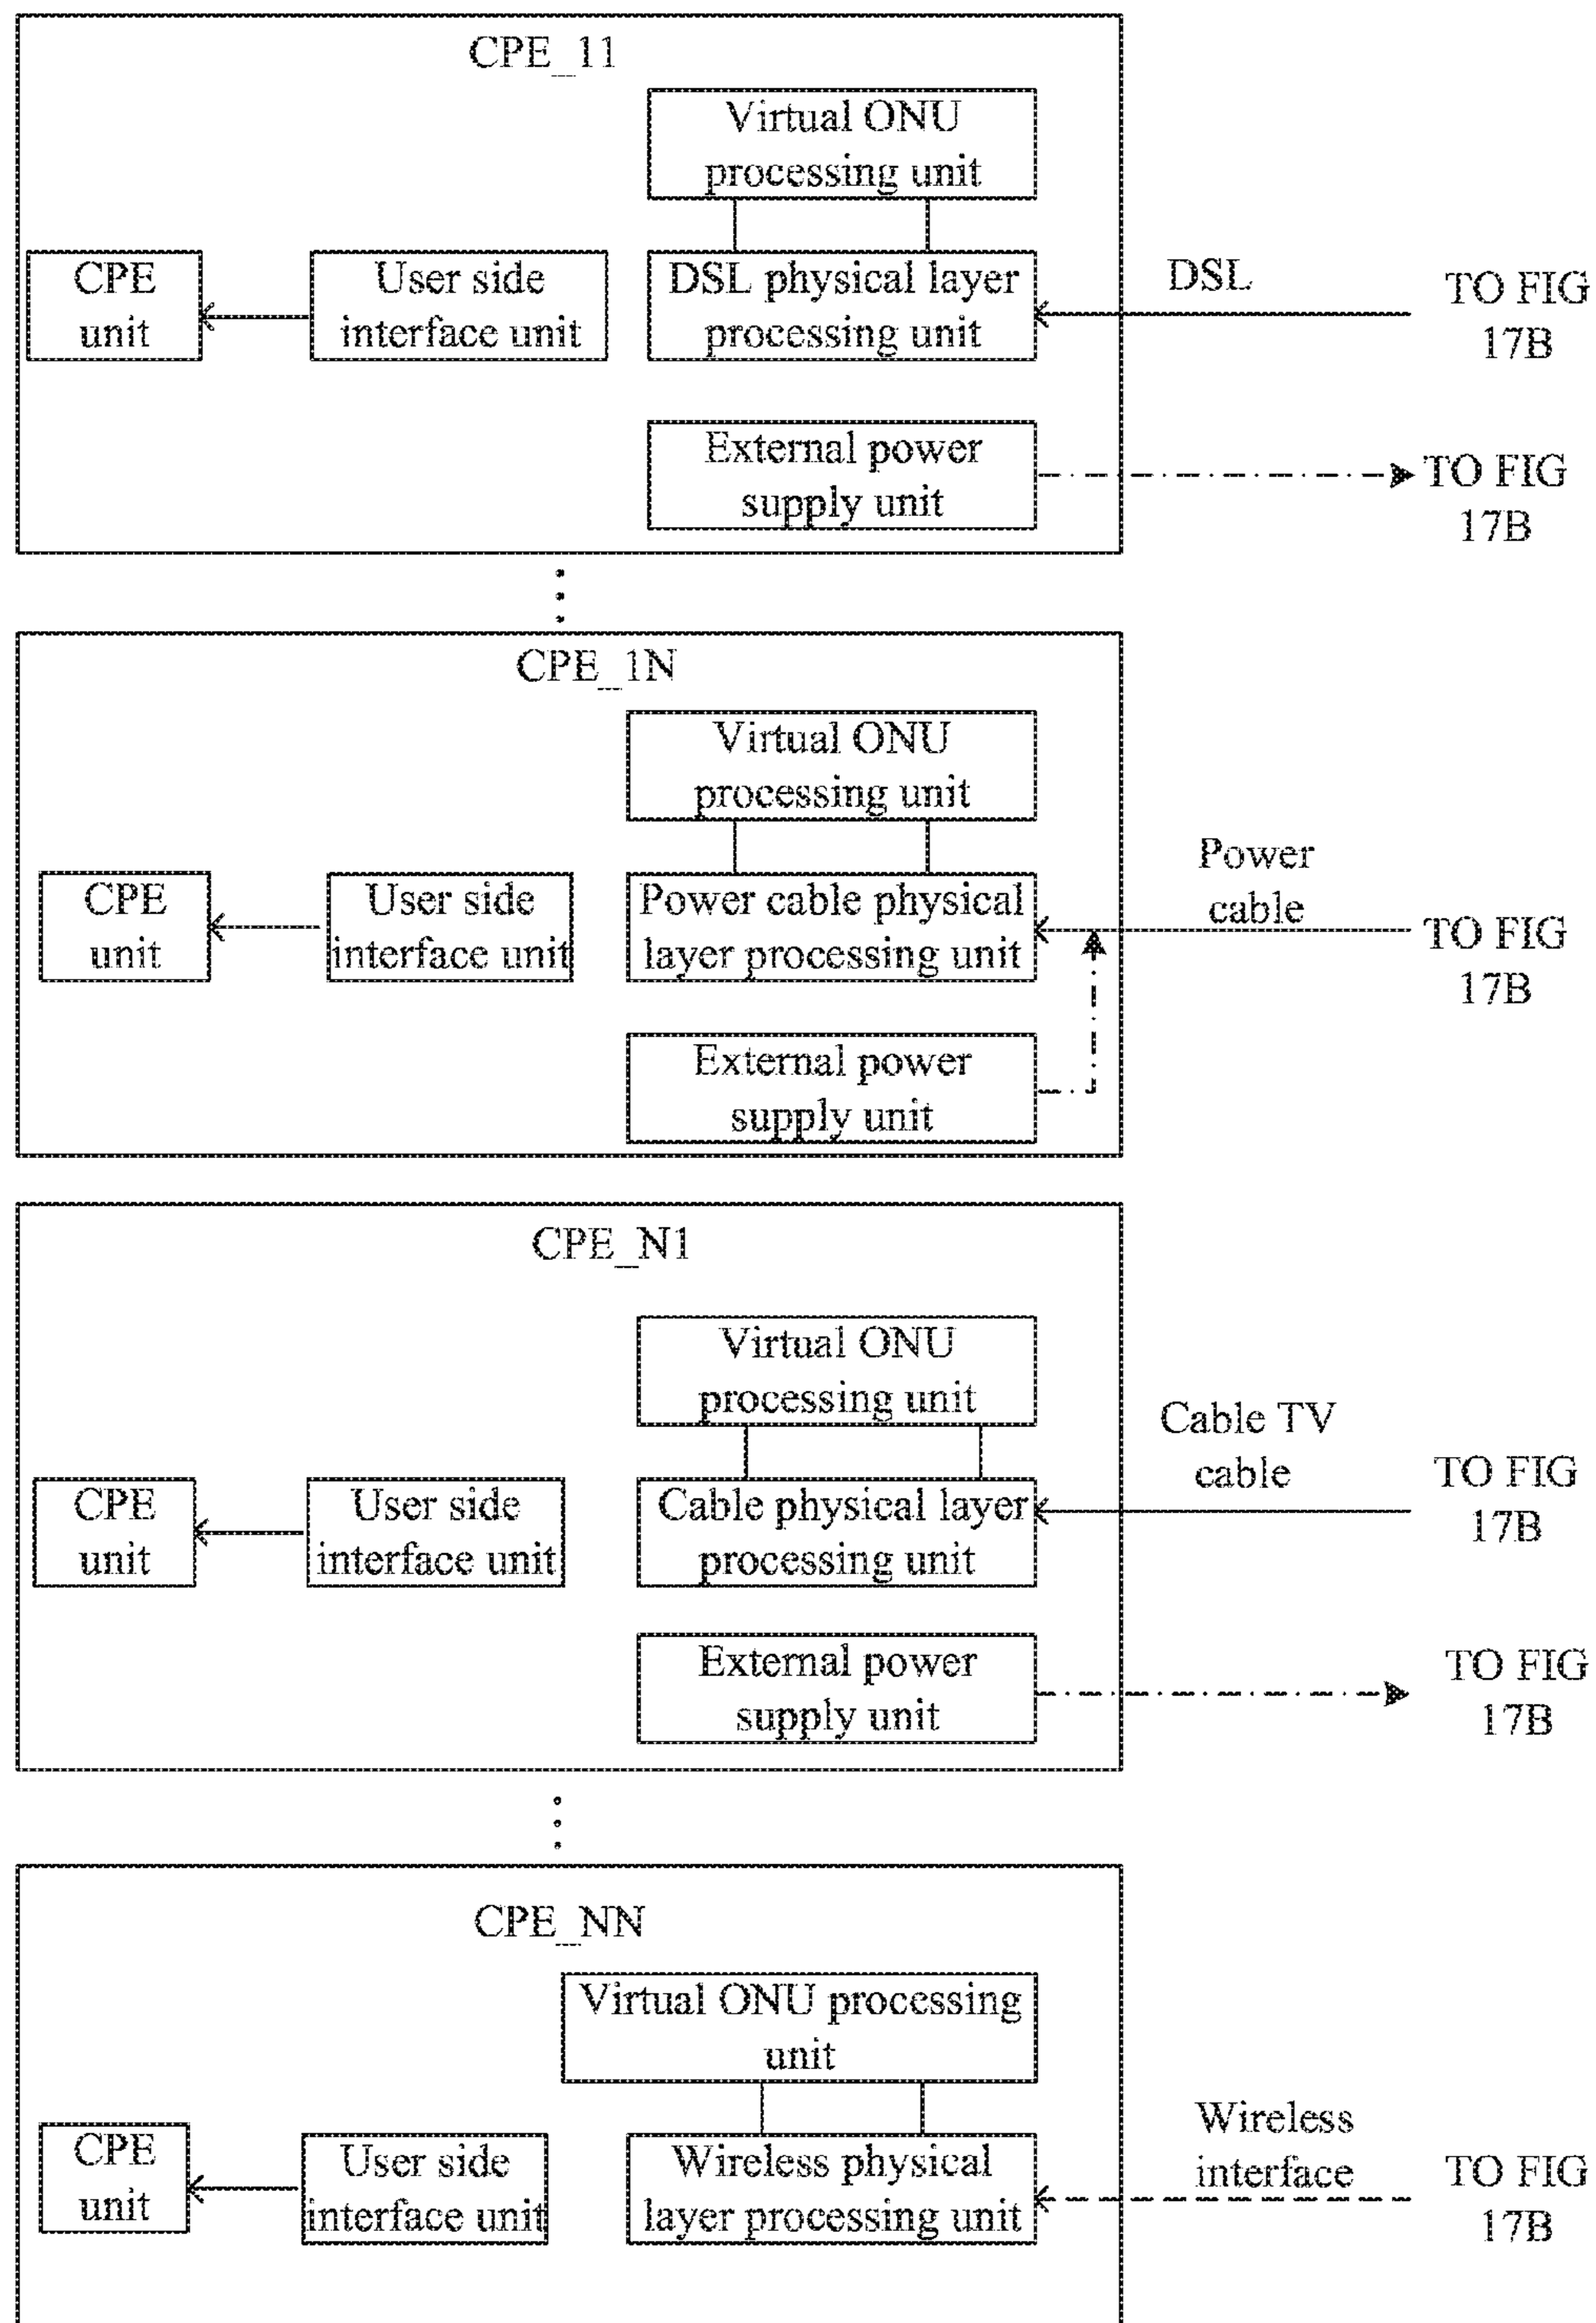 CPE_11
Virtual ONU
processing unit
CPE
unit
User side
interface unit
DSL physical layer
processing unit
DSL
TO FIG
17B
External power
supply unit
TO FIG
17B
CPE_1N
Virtual ONU
processing unit
CPE
unit
User side
interface unit
Power cable physical
layer processing unit
Power
cable
TO FIG
17B
External power
supply unit
CPE_N1
Virtual ONU
processing unit
CPE
unit
User side
interface unit
Cable physical layer
processing unit
Cable TV
cable
TO FIG
17B
External power
supply unit
TO FIG
17B
CPE_NN
Virtual ONU processing
unit
CPE
unit
User side
interface unit
Wireless physical
layer processing unit
Wireless
interface
TO FIG
17B